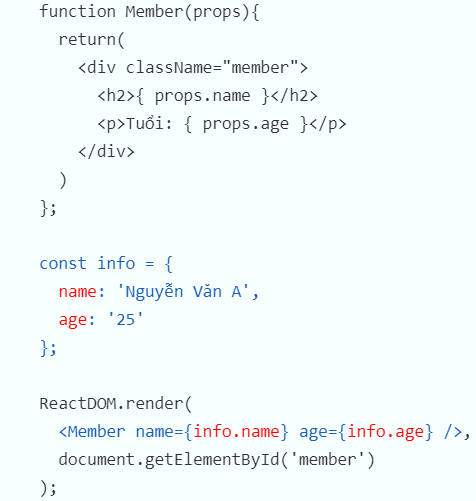 function Member(props){
  return(
    <div className="member">
      <h2>{ props.name }</h2>
      <p>Tuổi: { props.age }</p>
    </div>
  )
};

const info = {
  name: 'Nguyễn Văn A',
  age: '25'
};

ReactDOM.render(
  <Member name={info.name} age={info.age} />,
  document.getElementById('member')
);